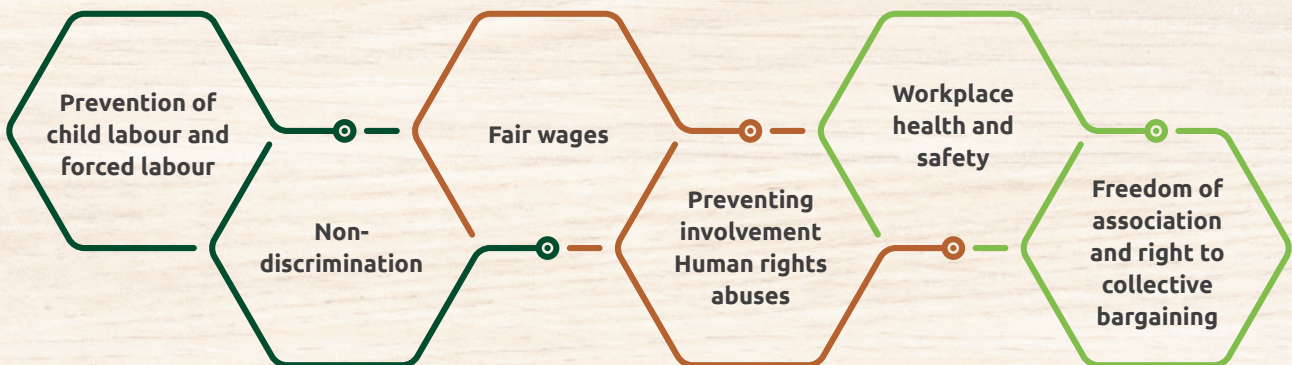 Prevention of
child labour and
forced labour
Non-
discrimination
Fair wages
Preventing
involvement
Human rights
abuses
Workplace
health and
safety
Freedom of
association
and right to
collective
bargaining